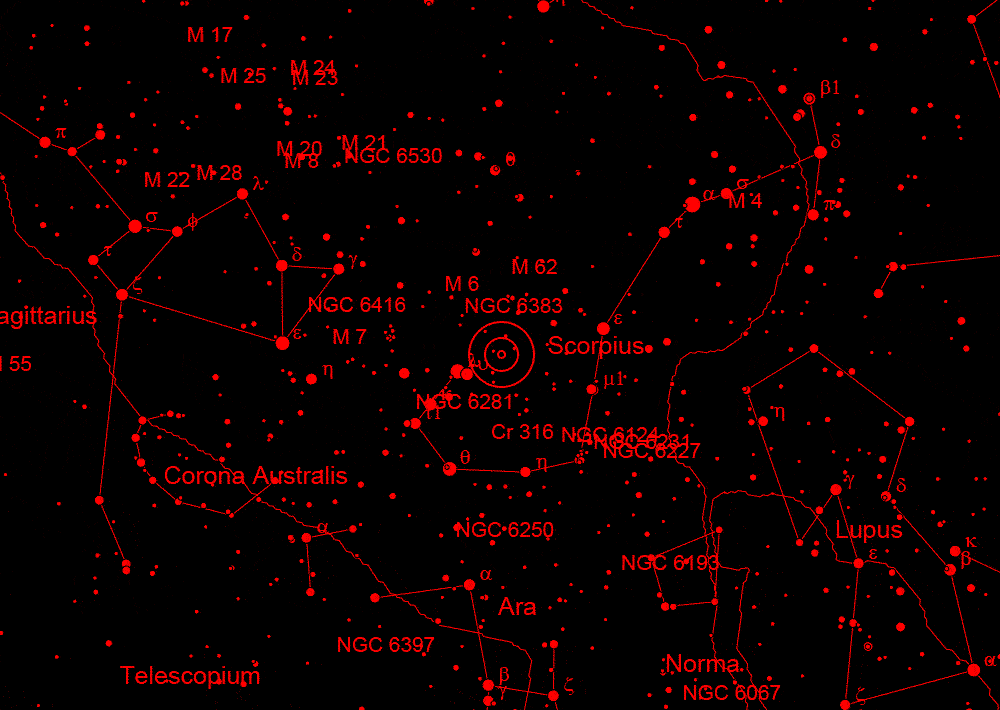 M 17
M 24
M 25
M 23
β1
π
M 21
M 20
NGC 6530
M 8
θ
δ
M 28
M 22
λ
σ
α
M 4
π
σ
φ
τ
τ
δ
γ
M 62
ζ
M 6
NGC 6416
NGC 6383
agittarius
ε
ε
M 7
Scorpius
55
η
μ1
κ
NGC 6281
η
Cr 316
NGC 6124
NGC 6231
NGC 6227
θ
η
Corona Australis
γ
δ
α
NGC 6250
Lupus
κ
ε
β
NGC 6193
α
Ara
NGC 6397
Norma
α
Telescopium
β
ζ
γ
NGC 6067
ζ